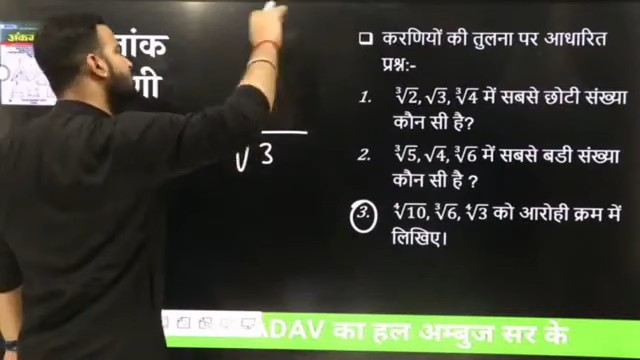 तांक
णी
√3
❑ करणियों की तुलना पर आधारित
प्रश्न:-
1. ∛2, √3, ∛4 में सबसे छोटी संख्या
कौन सी है?
2. ∛5, √4, ∛6 में सबसे बडी संख्या
कौन सी है ?
3. ∜10, ∛6, ∜3 को आरोही क्रम में
लिखिए।
ADAV का हल अम्बुज सर के